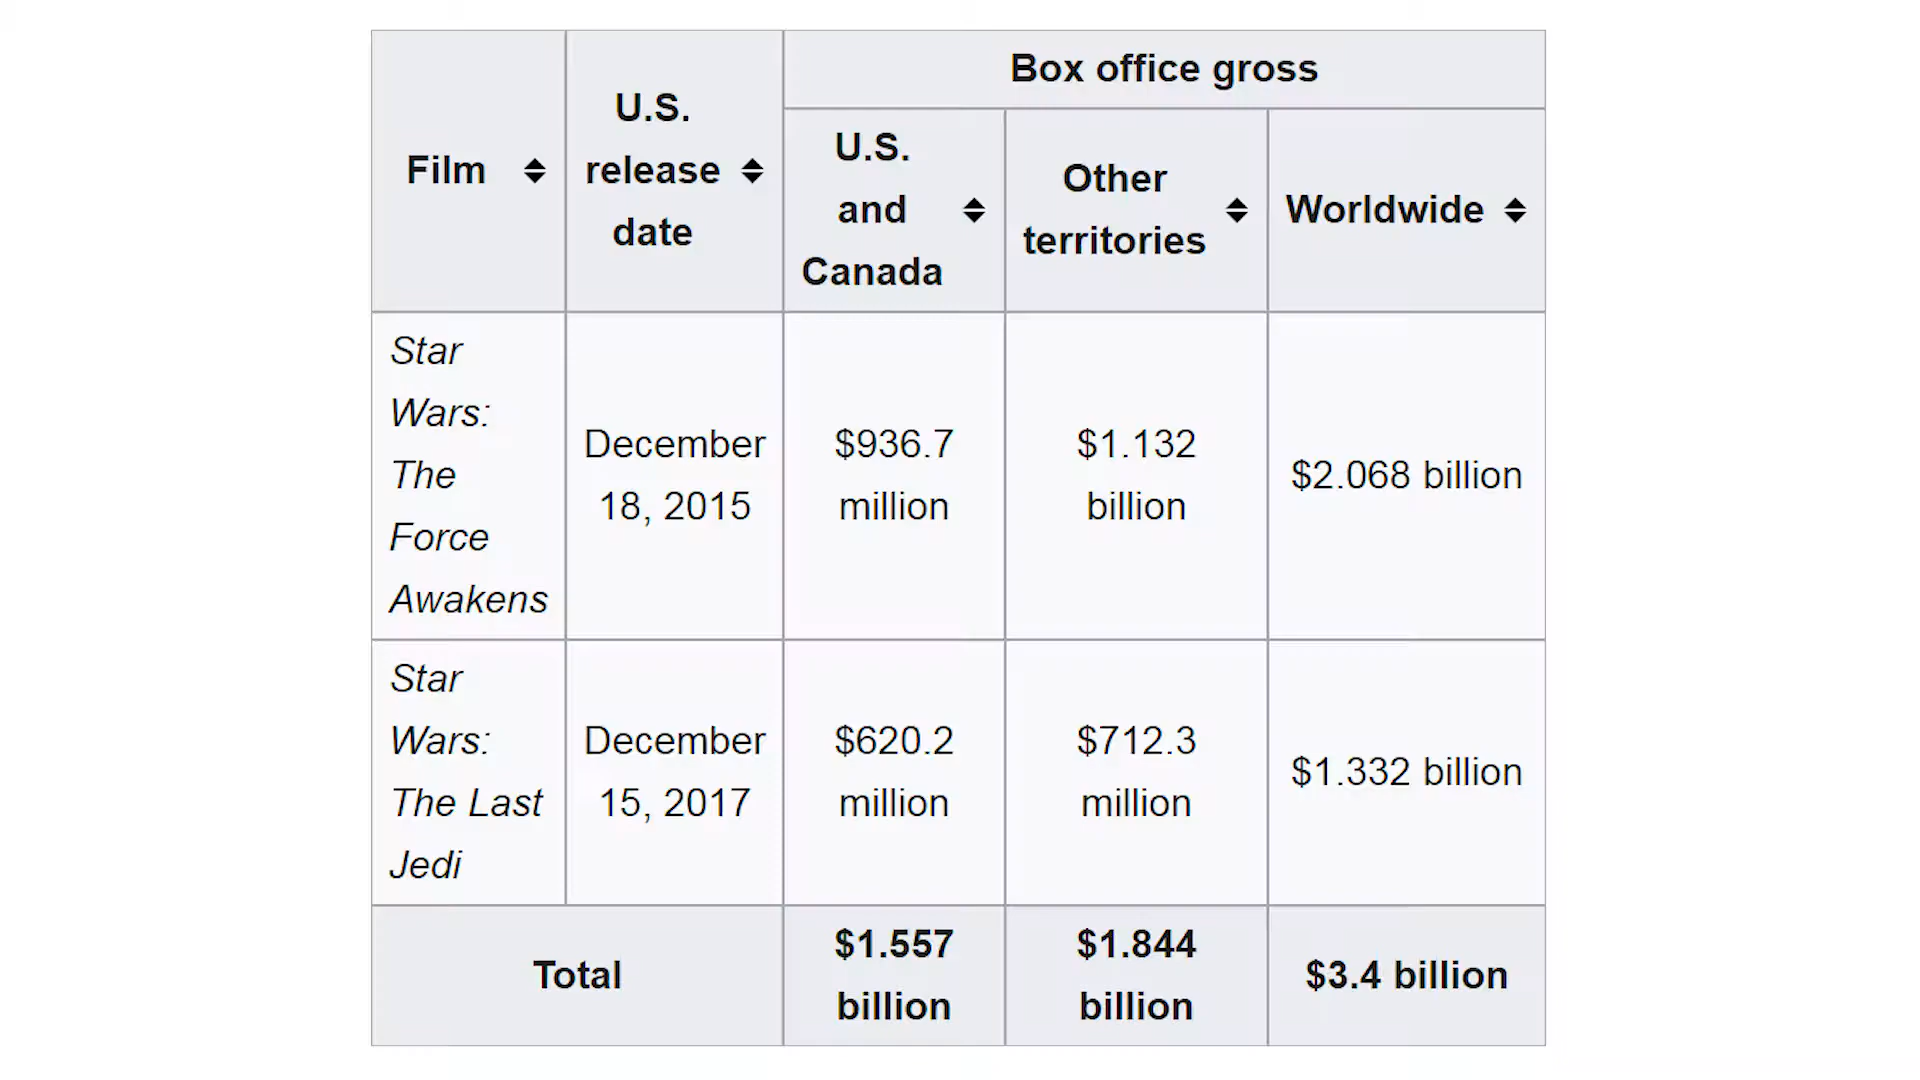 Box office gross
Film
U.S.
release
date
U.S.
and
Canada
Other
territories
Worldwide
Star
Wars:
The
Force
Awakens
December
18, 2015
$936.7
million
$1.132
billion
$2.068 billion
Star
Wars:
The Last
Jedi
December
15, 2017
$620.2
million
$712.3
million
$1.332 billion
Total
$1.557
billion
$1.844
billion
$3.4 billion